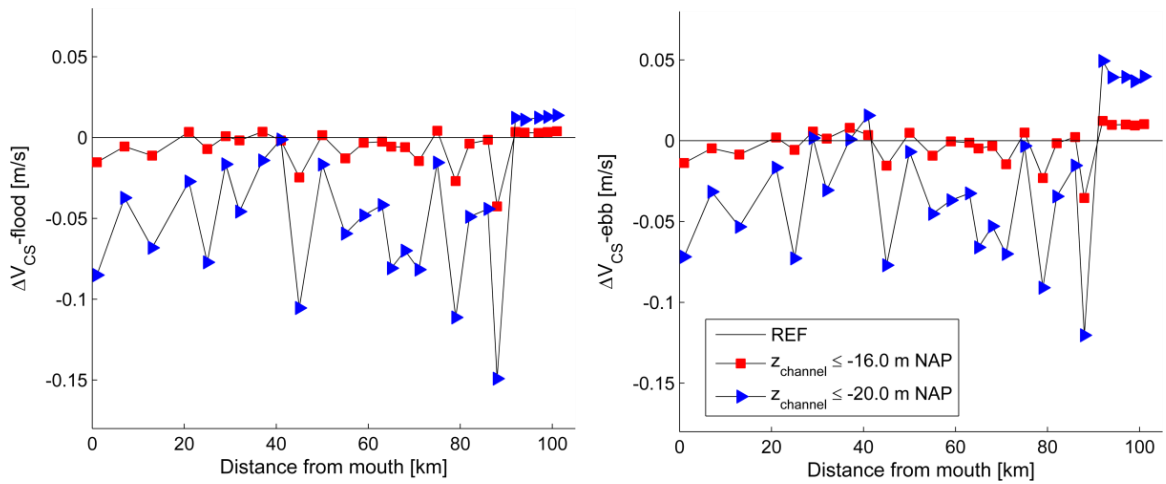 0.05
0
-0.05
-0.1
-0.15
ΔV_CS-flood [m/s]
0 20 40 60 80 100
Distance from mouth [km]
0.05
0
-0.05
-0.1
-0.15
ΔV_CS-ebb [m/s]
REF
z_channel ≤ -16.0 m NAP
z_channel ≤ -20.0 m NAP
0 20 40 60 80 100
Distance from mouth [km]